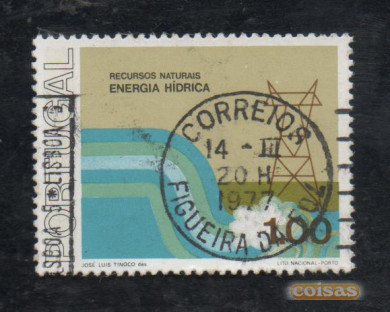 PORTUGAL
RECURSOS NATURAIS
ENERGIA HÍDRICA
CORREIOS
14 - III
20 H
1977
FIGUEIRA DA FOZ
1.00
JOSÉ LUIS TINOCO des.
LITO NACIONAL - PORTO
coisas